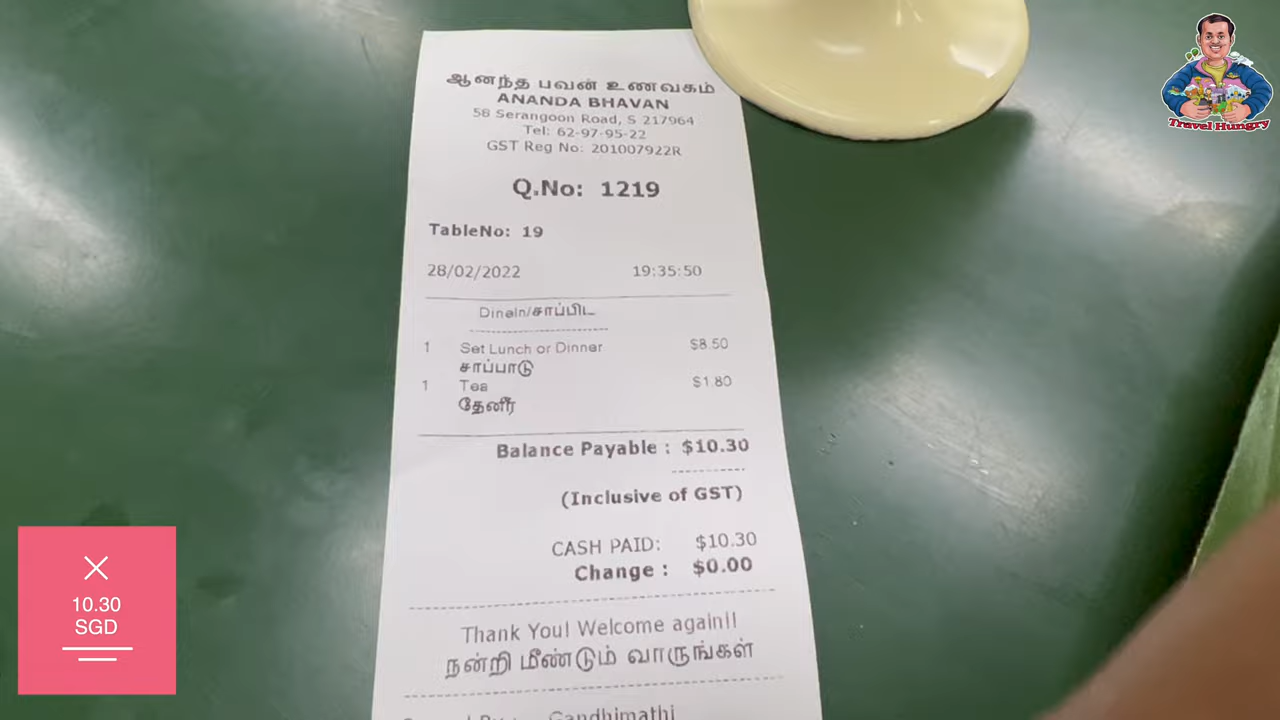 ஆனந்த பவன் உணவகம்
ANANDA BHAVAN
58 Serangoon Road, S 217964
Tel: 62-97-95-22
GST Reg No: 201007922R
Q.No: 1219
TableNo: 19
28/02/2022 19:35:50
DineIn/சாப்பிட
1 Set Lunch or Dinner $8.50
சாப்பாடு
1 Tea $1.80
தேனீர்
Balance Payable : $10.30
(Inclusive of GST)
CASH PAID: $10.30
Change : $0.00
Thank You! Welcome again!!
நன்றி மீண்டும் வாருங்கள்
Gandhimathi
10.30
SGD
Travel Hungry